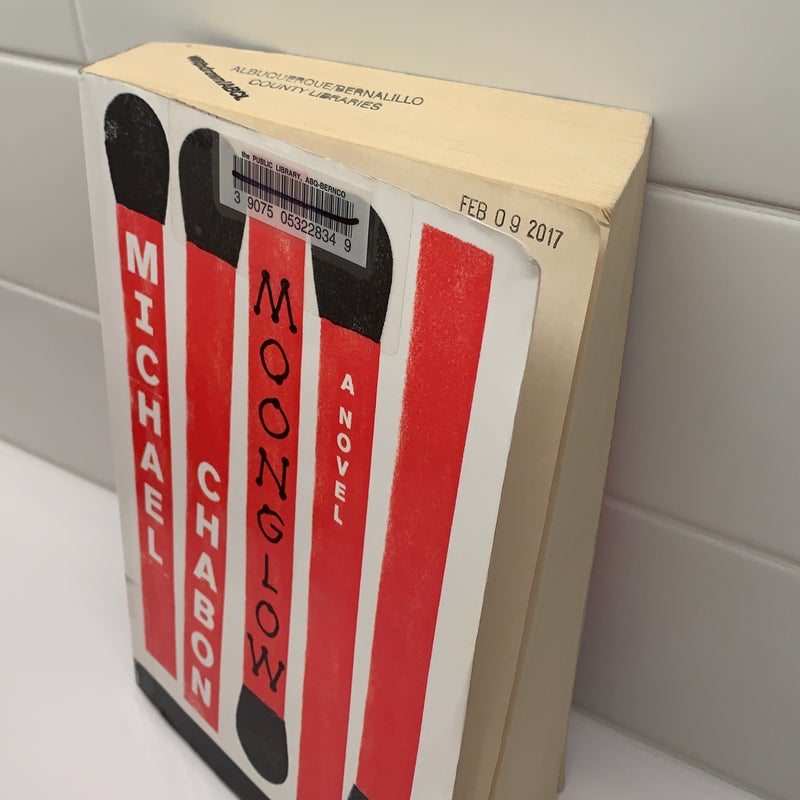 ALBUQUERQUE/BERNALILLO
COUNTY LIBRARIES
the PUBLIC LIBRARY, ABQ-BERNCO
3 9075 05322834 9
FEB 09 2017
MICHAEL
CHABON
MOONGLOW
A NOVEL